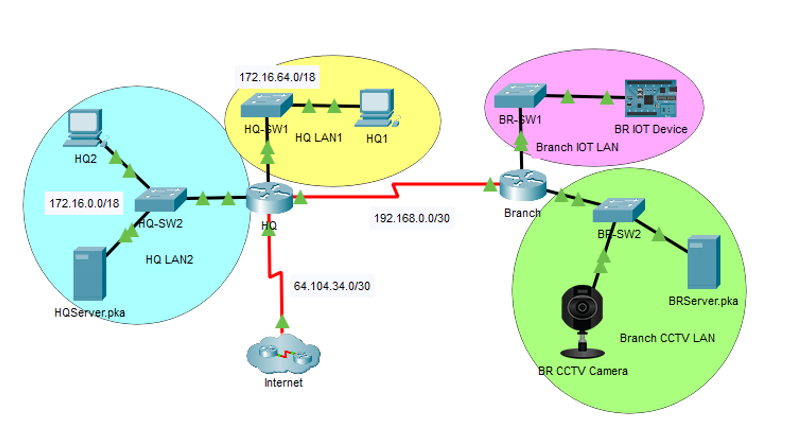 172.16.64.0/18
HQ-SW1
HQ LAN1
HQ1
HQ2
172.16.0.0/18
HQ-SW2
HQ LAN2
HQServer.pka
HQ
192.168.0.0/30
64.104.34.0/30
Internet
BR-SW1
BR IOT Device
Branch IOT LAN
Branch
BR-SW2
BRServer.pka
Branch CCTV LAN
BR CCTV Camera